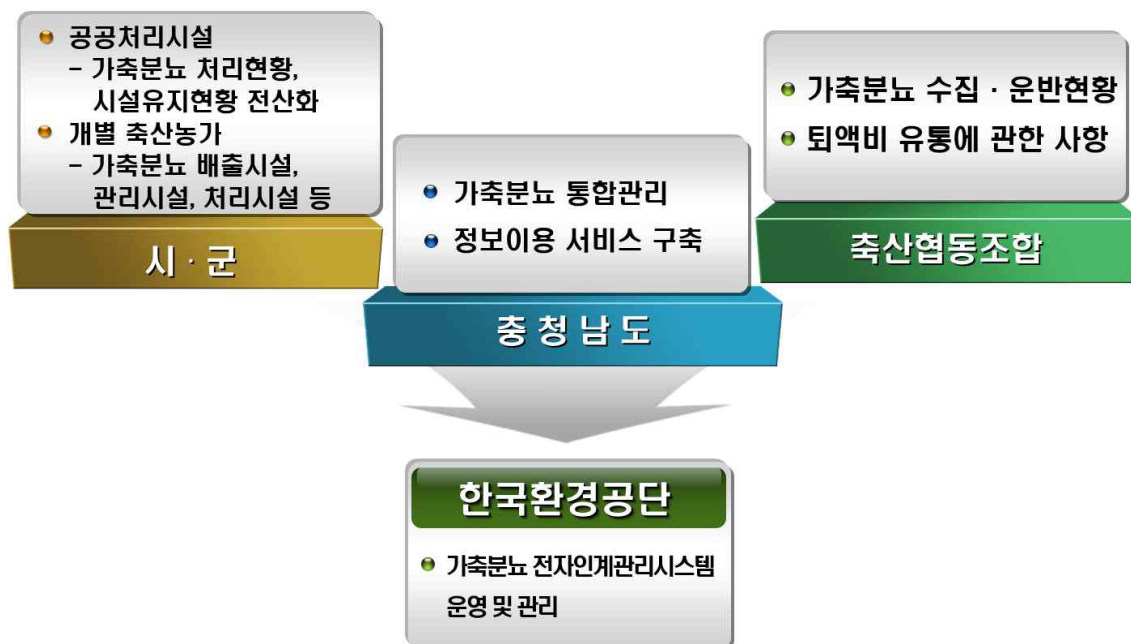 ● 공공처리시설
- 가축분뇨 처리현황,
시설유지현황 전산화
● 개별 축산농가
- 가축분뇨 배출시설,
관리시설, 처리시설 등
시 · 군
● 가축분뇨 통합관리
● 정보이용 서비스 구축
충청남도
● 가축분뇨 수집 · 운반현황
● 퇴액비 유통에 관한 사항
축산협동조합
한국환경공단
● 가축분뇨 전자인계관리시스템
운영 및 관리